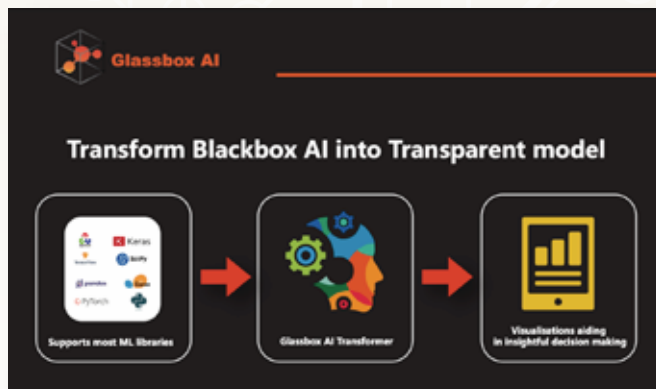 Glassbox AI
Transform Blackbox AI into Transparent model
Keras
SciPy
pandas
PyTorch
Supports most ML libraries
Glassbox AI Transformer
Visualisations aiding
in insightful decision making